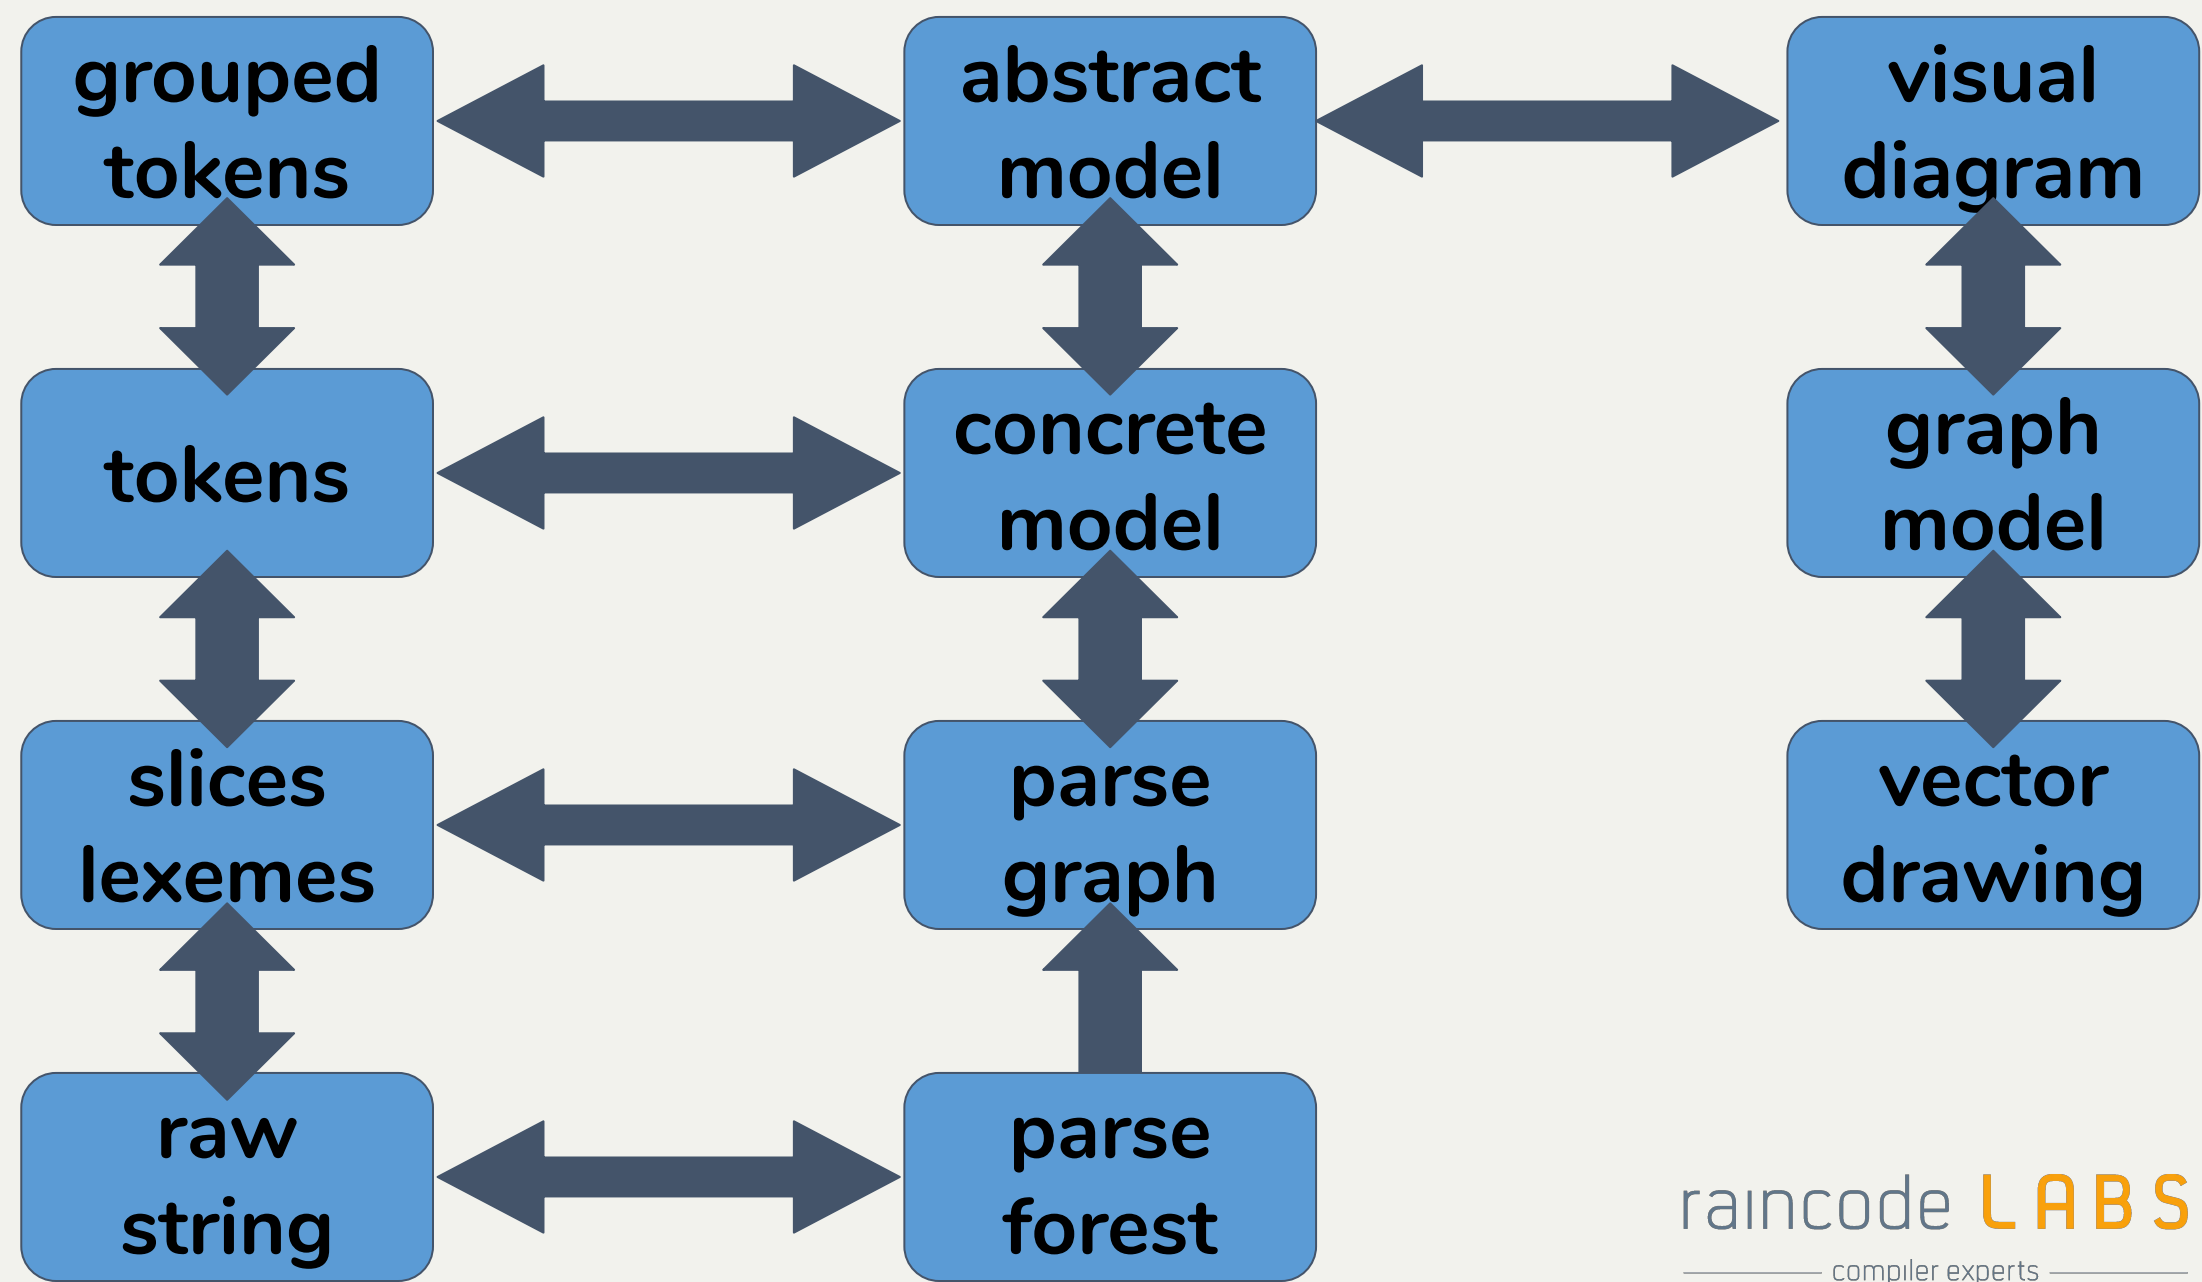 grouped
tokens
abstract
model
visual
diagram
tokens
concrete
model
graph
model
slices
lexemes
parse
graph
vector
drawing
raw
string
parse
forest
raincode LABS
compiler experts